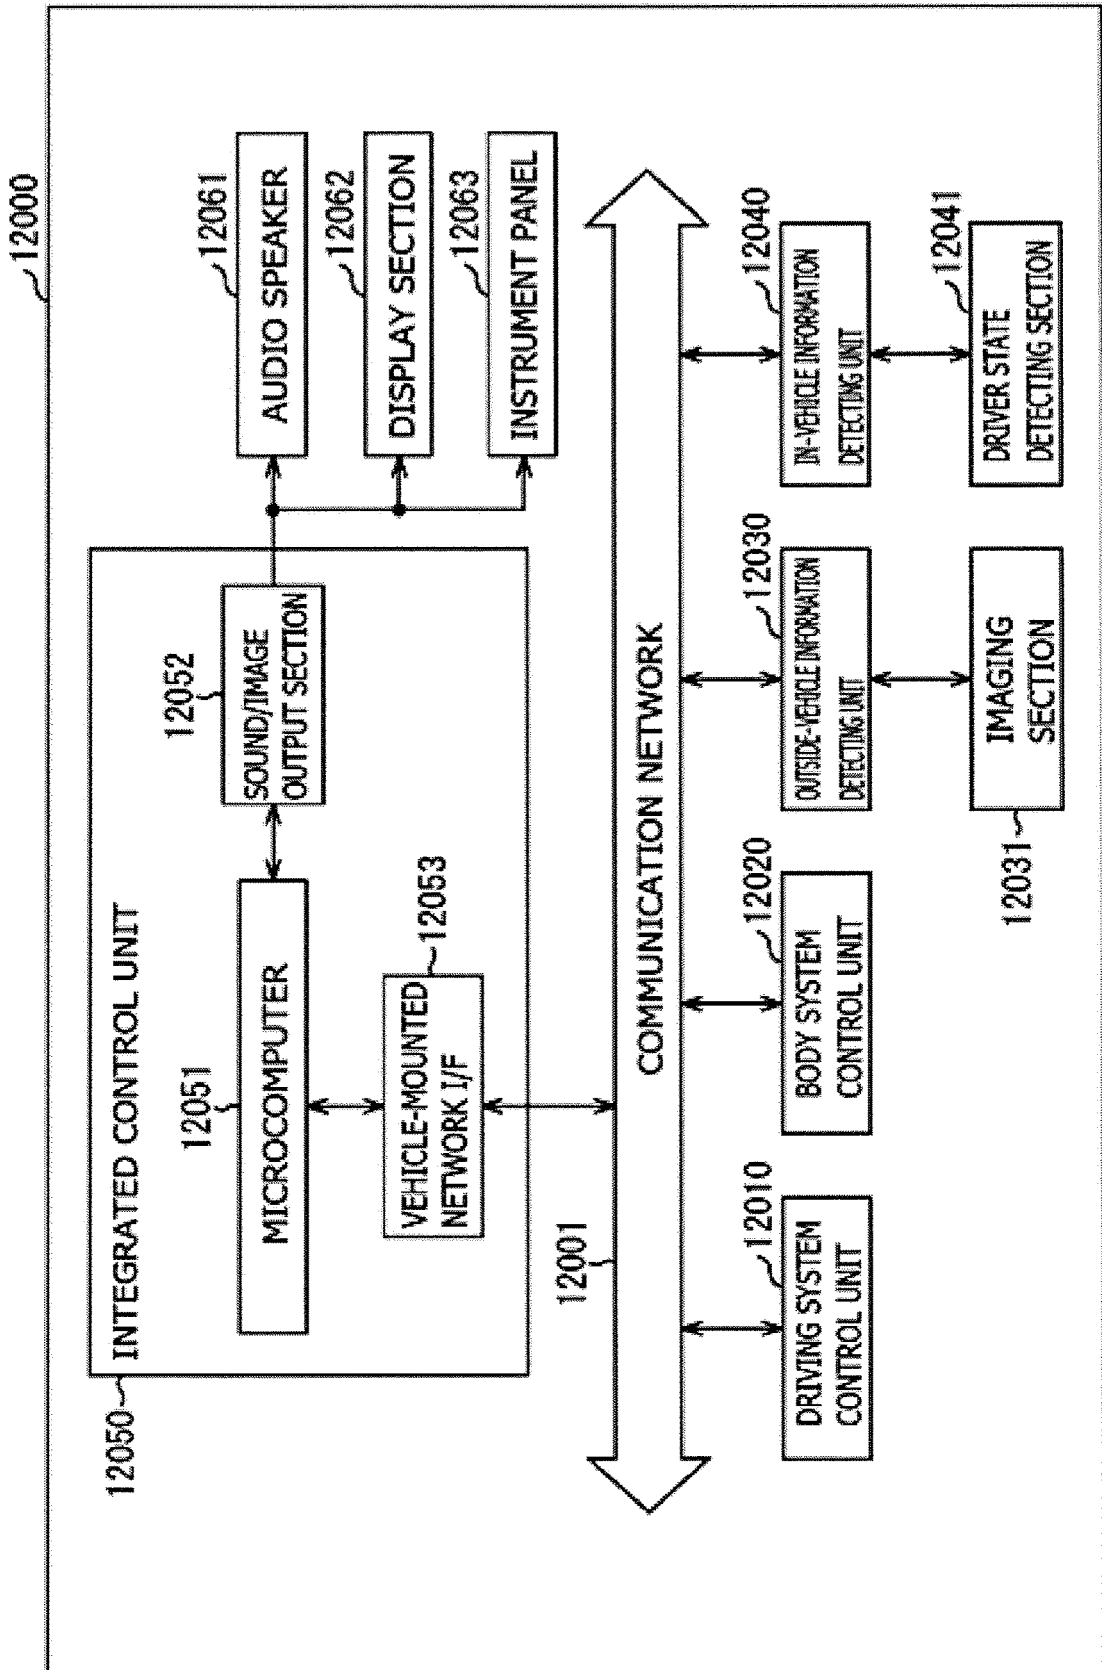 12000
12050
INTEGRATED CONTROL UNIT
12051
MICROCOMPUTER
12052
SOUND/IMAGE
OUTPUT SECTION
12053
VEHICLE-MOUNTED
NETWORK I/F
12061
AUDIO SPEAKER
12062
DISPLAY SECTION
12063
INSTRUMENT PANEL
12001
COMMUNICATION NETWORK
12010
DRIVING SYSTEM
CONTROL UNIT
12020
BODY SYSTEM
CONTROL UNIT
12030
OUTSIDE-VEHICLE INFORMATION
DETECTING UNIT
12040
IN-VEHICLE INFORMATION
DETECTING UNIT
12031
IMAGING
SECTION
12041
DRIVER STATE
DETECTING SECTION